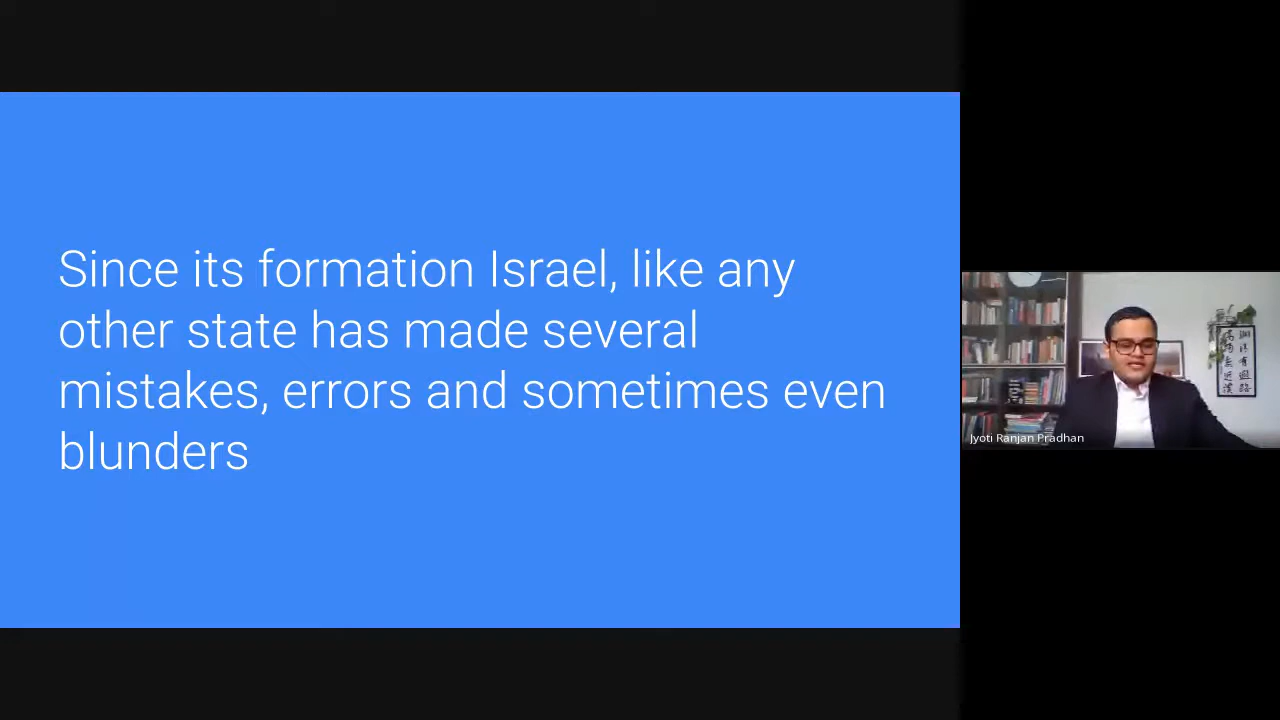 Since its formation Israel, like any
other state has made several
mistakes, errors and sometimes even
blunders
Jyoti Ranjan Pradhan